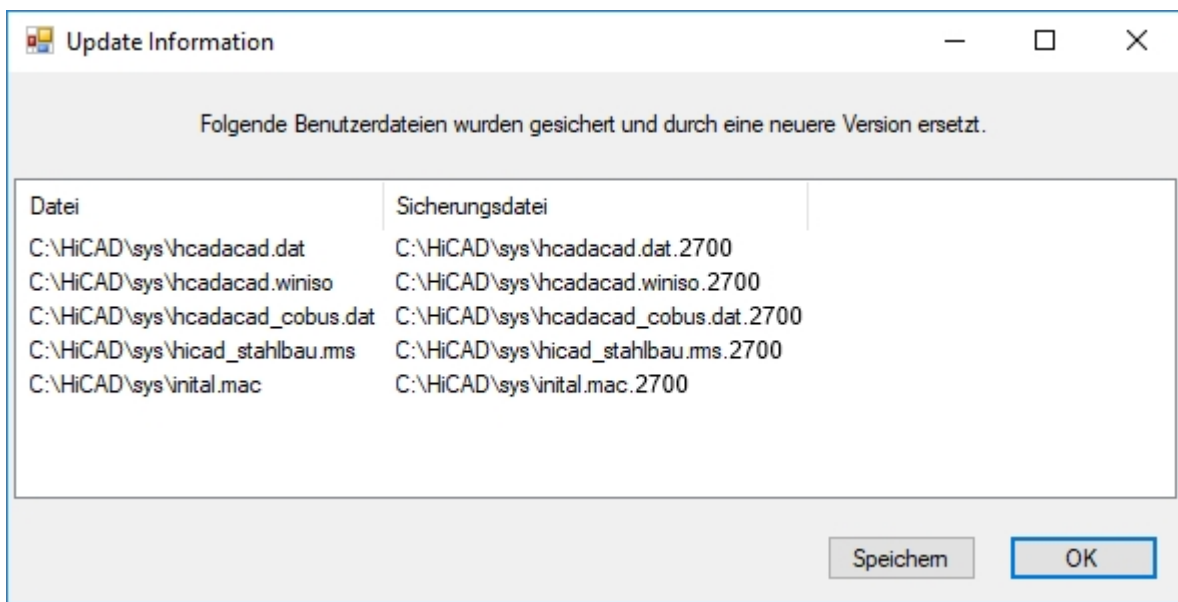 Update Information
Folgende Benutzerdateien wurden gesichert und durch eine neuere Version ersetzt.
Datei Sicherungsdatei
C:\HiCAD\sys\hcadacad.dat C:\HiCAD\sys\hcadacad.dat.2700
C:\HiCAD\sys\hcadacad.winiso C:\HiCAD\sys\hcadacad.winiso.2700
C:\HiCAD\sys\hcadacad_cobus.dat C:\HiCAD\sys\hcadacad_cobus.dat.2700
C:\HiCAD\sys\hicad_stahlbau.rms C:\HiCAD\sys\hicad_stahlbau.rms.2700
C:\HiCAD\sys\inital.mac C:\HiCAD\sys\inital.mac.2700
Speichern OK